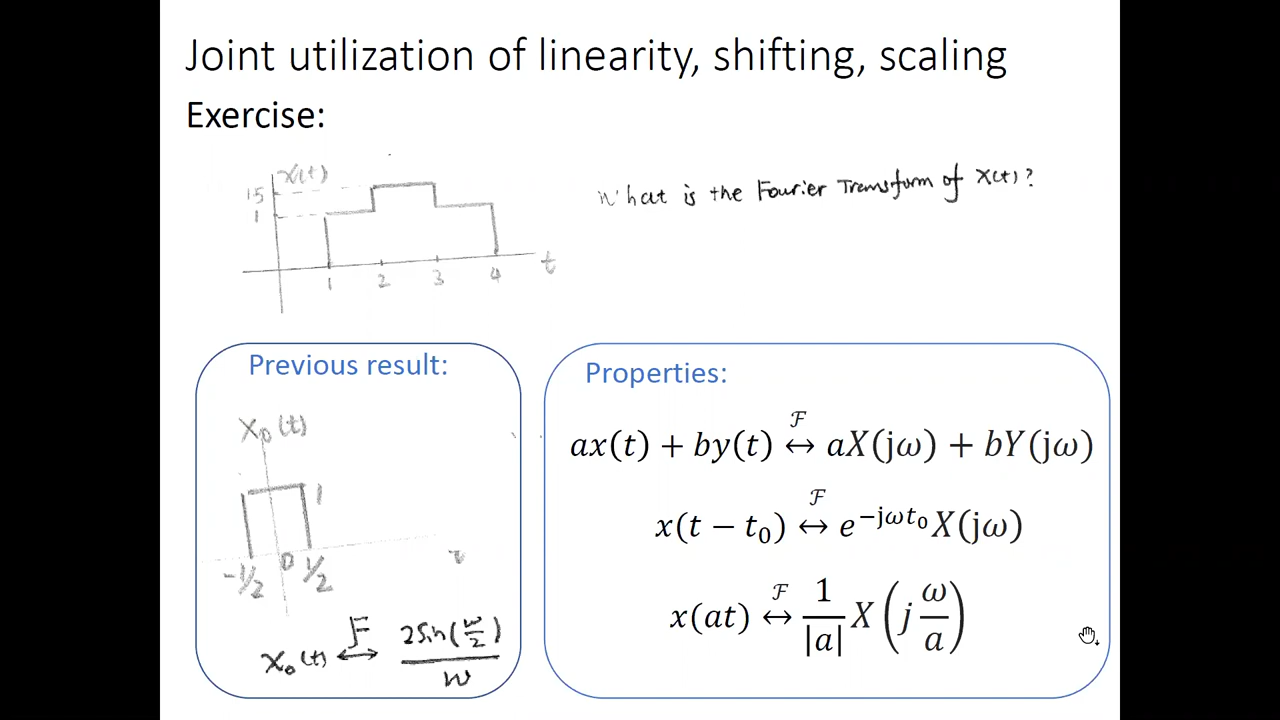 Joint utilization of linearity, shifting, scaling
Exercise:
x(t)
15
1
1 2 3 4 t
What is the Fourier Transform of x(t)?
Previous result:
x₀(t)
1
-1/2 0 1/2
x₀(t) ↔ℱ 2sin(w/2)/w
Properties:
ax(t) + by(t) ↔ℱ aX(jω) + bY(jω)
x(t − t₀) ↔ℱ e^−jωt₀ X(jω)
x(at) ↔ℱ 1/|a| X(j ω/a)